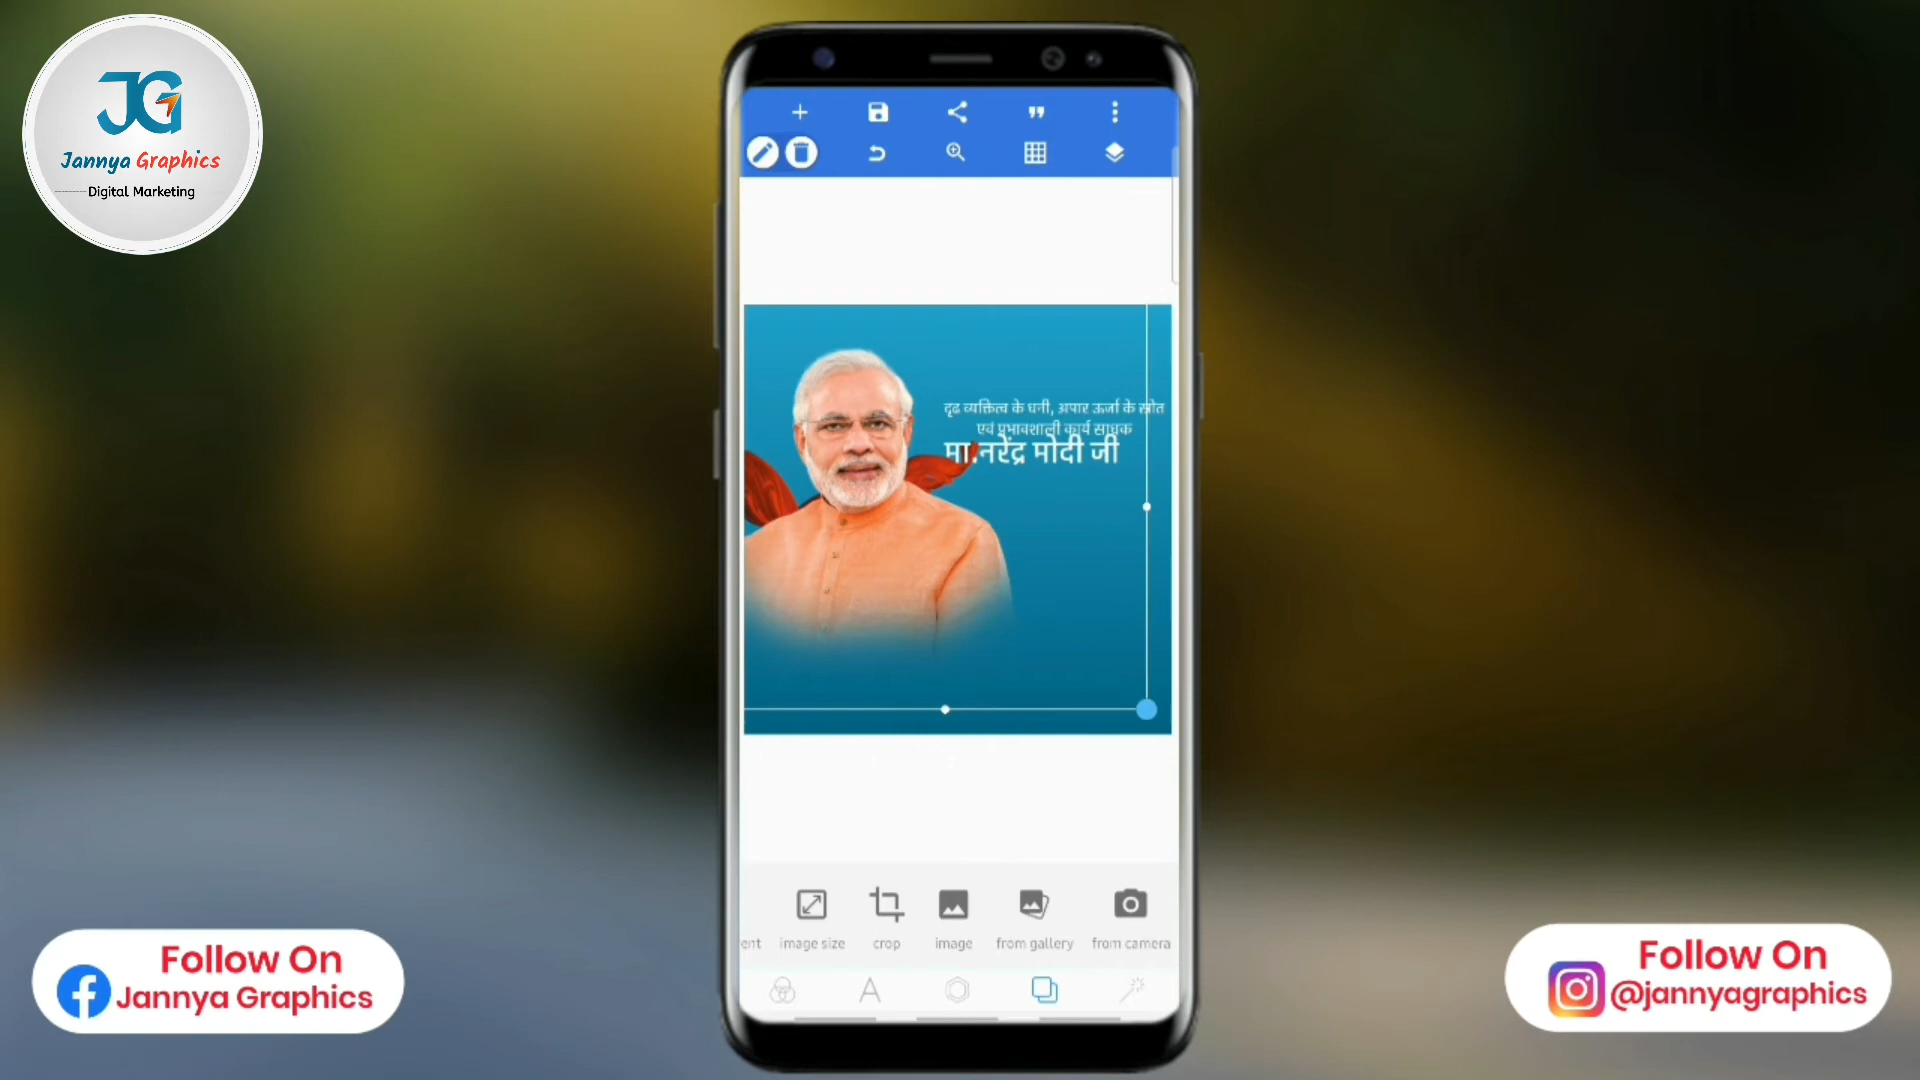 JG
Jannya Graphics
Digital Marketing
दृढ व्यक्तित्व के धनी, अपार ऊर्जा के स्रोत
एवं प्रभावशाली कार्य साधक
मा.नरेंद्र मोदी जी
ent
image size
crop
image
from gallery
from camera
A
Follow On
Jannya Graphics
Follow On
@jannyagraphics